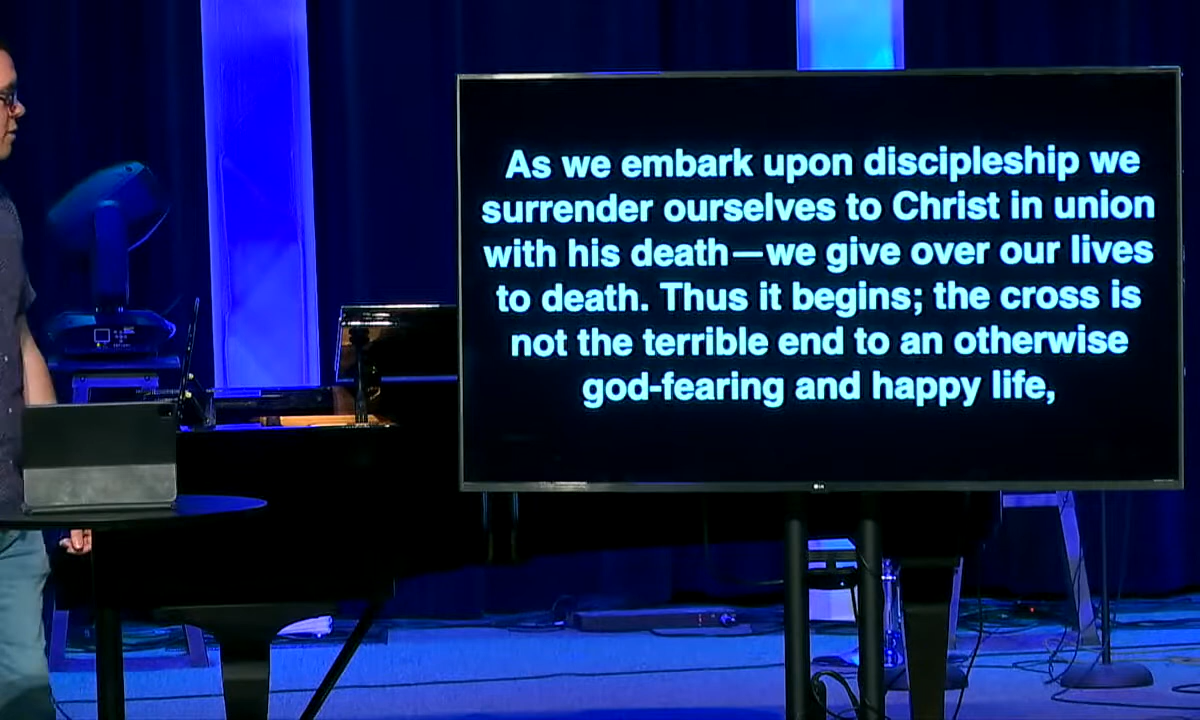 As we embark upon discipleship we
surrender ourselves to Christ in union
with his death—we give over our lives
to death. Thus it begins; the cross is
not the terrible end to an otherwise
god-fearing and happy life,
LG